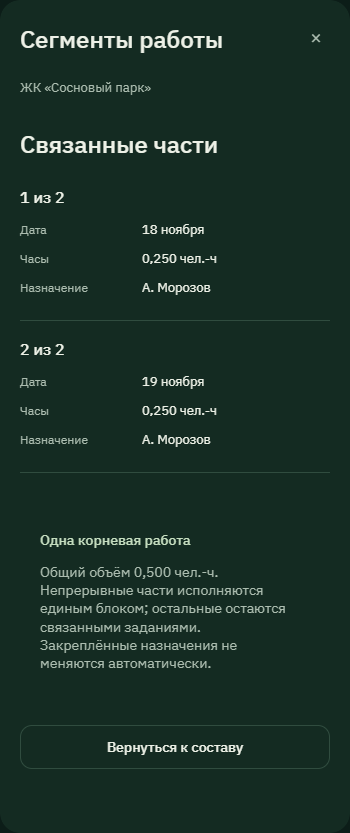 Сегменты работы
×
ЖК «Сосновый парк»
Связанные части
1 из 2
Дата 18 ноября
Часы 0,250 чел.-ч
Назначение А. Морозов
2 из 2
Дата 19 ноября
Часы 0,250 чел.-ч
Назначение А. Морозов
Одна корневая работа
Общий объём 0,500 чел.-ч.
Непрерывные части исполняются
единым блоком; остальные остаются
связанными заданиями.
Закреплённые назначения не
меняются автоматически.
Вернуться к составу